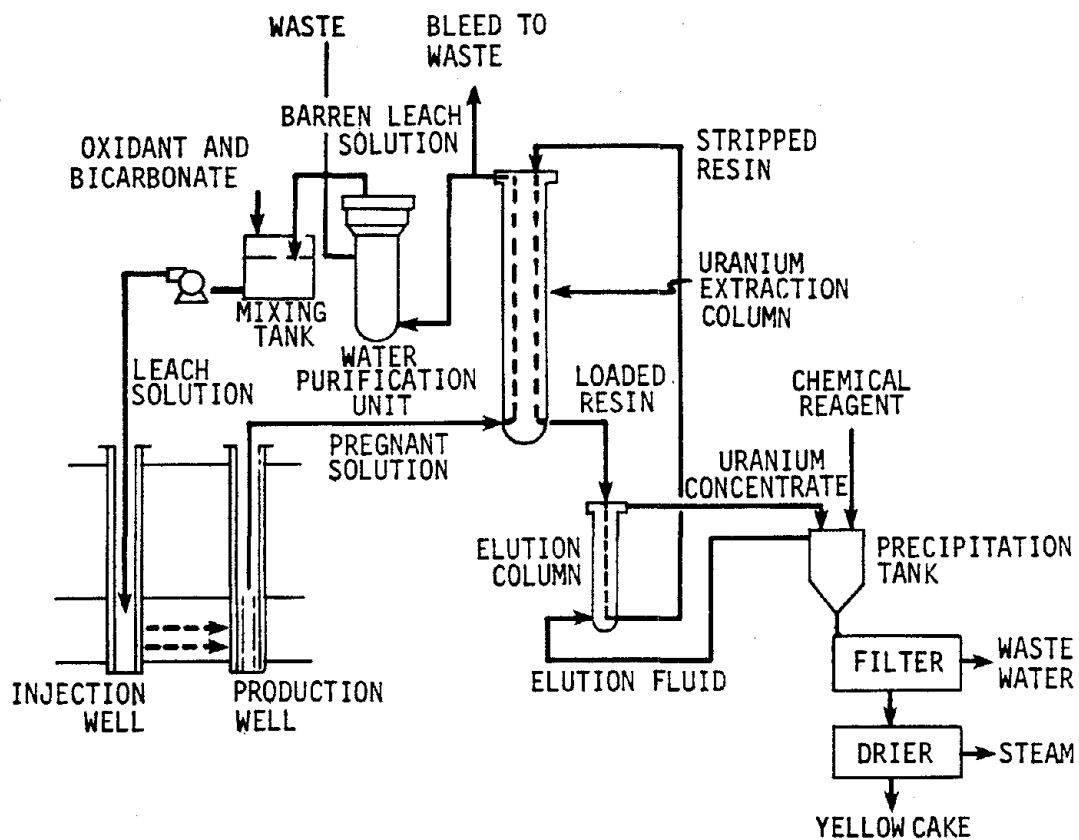 WASTE
BLEED TO
WASTE
BARREN LEACH
SOLUTION
OXIDANT AND
BICARBONATE
STRIPPED
RESIN
URANIUM
EXTRACTION
COLUMN
MIXING
TANK
WATER
PURIFICATION
UNIT
LEACH
SOLUTION
LOADED
RESIN
CHEMICAL
REAGENT
PREGNANT
SOLUTION
URANIUM
CONCENTRATE
ELUTION
COLUMN
PRECIPITATION
TANK
INJECTION
WELL
PRODUCTION
WELL
ELUTION FLUID
FILTER
WASTE
WATER
DRIER
STEAM
YELLOW CAKE